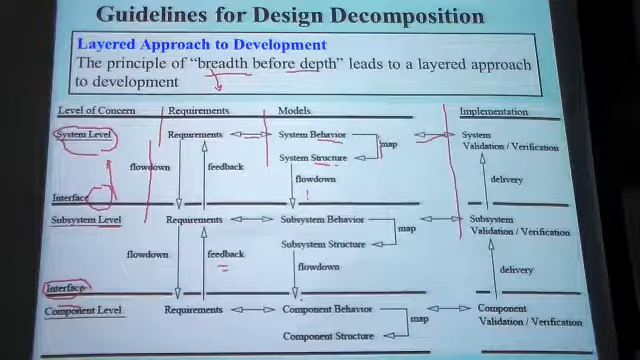 Guidelines for Design Decomposition
Layered Approach to Development
The principle of "breadth before depth" leads to a layered approach
to development
Level of Concern Requirements Models Implementation
System Level Requirements System Behavior System
map Validation / Verification
System Structure
flowdown feedback flowdown delivery
Interface
Subsystem Level Requirements Subsystem Behavior Subsystem
map Validation / Verification
Subsystem Structure
flowdown feedback flowdown delivery
Interface
Component Level Requirements Component Behavior Component
map Validation / Verification
Component Structure